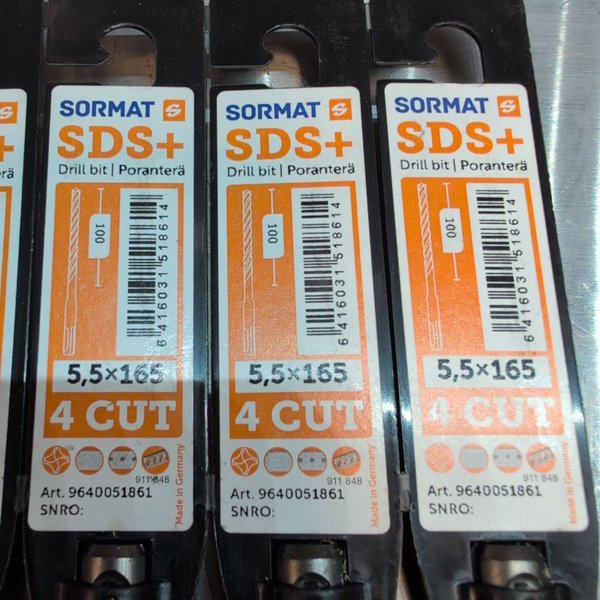 SORMAT
SDS+
Drill bit | Poranterä
100
6 416031 518614
5,5×165
4 CUT
911 848
Art. 9640051861
SNRO:
Made in Germany
SORMAT
SDS+
Drill bit | Poranterä
100
6 416031 518614
5,5×165
4 CUT
911 848
Art. 9640051861
SNRO:
Made in Germany
SORMAT
SDS+
Drill bit | Poranterä
100
6 416031 518614
5,5×165
4 CUT
911 848
Art. 9640051861
SNRO:
Made in Germany